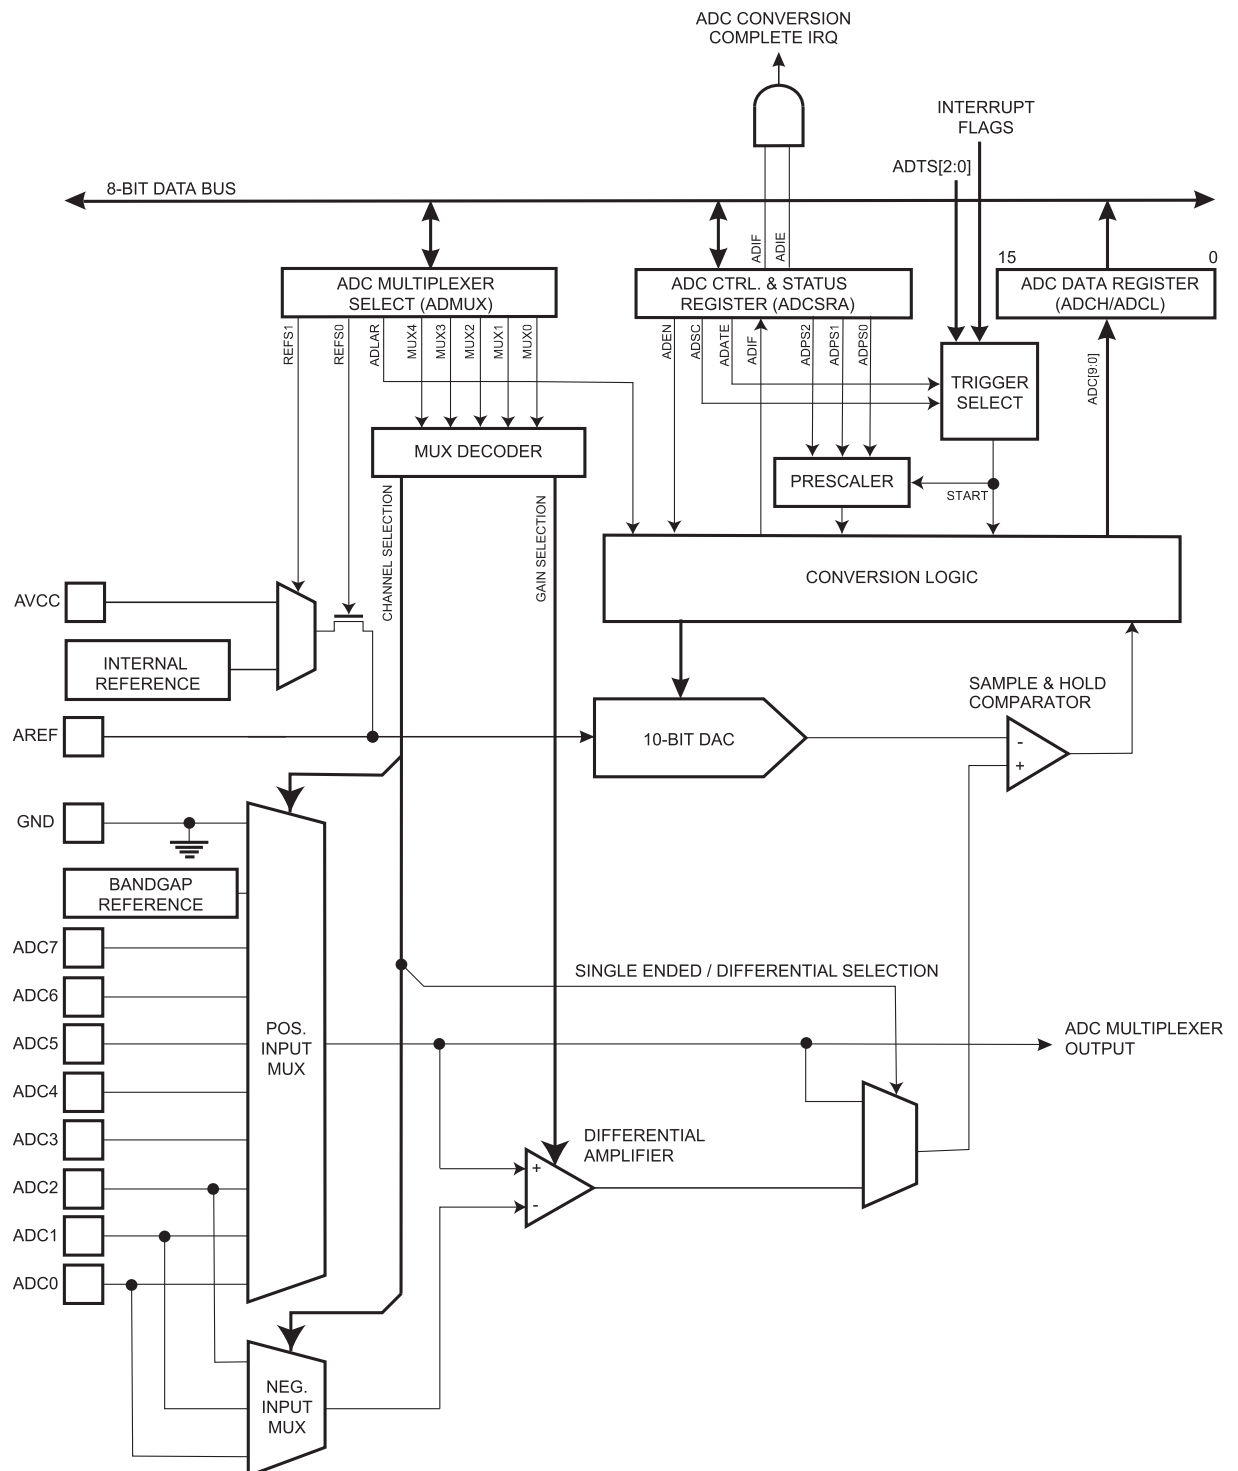 ADC CONVERSION
COMPLETE IRQ
INTERRUPT
FLAGS
ADTS[2:0]
8-BIT DATA BUS
ADIF
ADIE
15
0
ADC MULTIPLEXER
SELECT (ADMUX)
ADC CTRL. & STATUS
REGISTER (ADCSRA)
ADC DATA REGISTER
(ADCH/ADCL)
REFS1
REFS0
ADLAR
MUX4
MUX3
MUX2
MUX1
MUX0
ADEN
ADSC
ADATE
ADIF
ADPS2
ADPS1
ADPS0
ADC[9:0]
TRIGGER
SELECT
MUX DECODER
PRESCALER
START
CHANNEL SELECTION
GAIN SELECTION
CONVERSION LOGIC
AVCC
INTERNAL
REFERENCE
SAMPLE & HOLD
COMPARATOR
AREF
10-BIT DAC
-
+
GND
BANDGAP
REFERENCE
ADC7
SINGLE ENDED / DIFFERENTIAL SELECTION
ADC6
ADC5
POS.
INPUT
MUX
ADC MULTIPLEXER
OUTPUT
ADC4
ADC3
DIFFERENTIAL
AMPLIFIER
+
-
ADC2
ADC1
ADC0
NEG.
INPUT
MUX